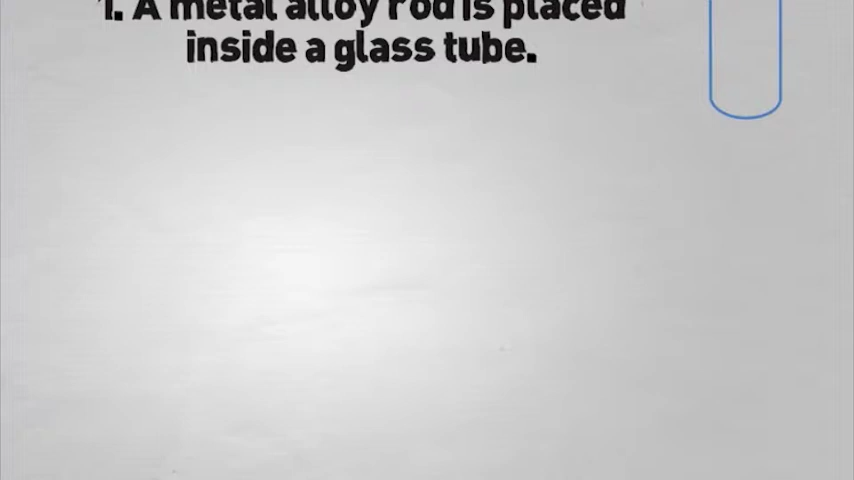 1. A metal alloy rod is placed
inside a glass tube.